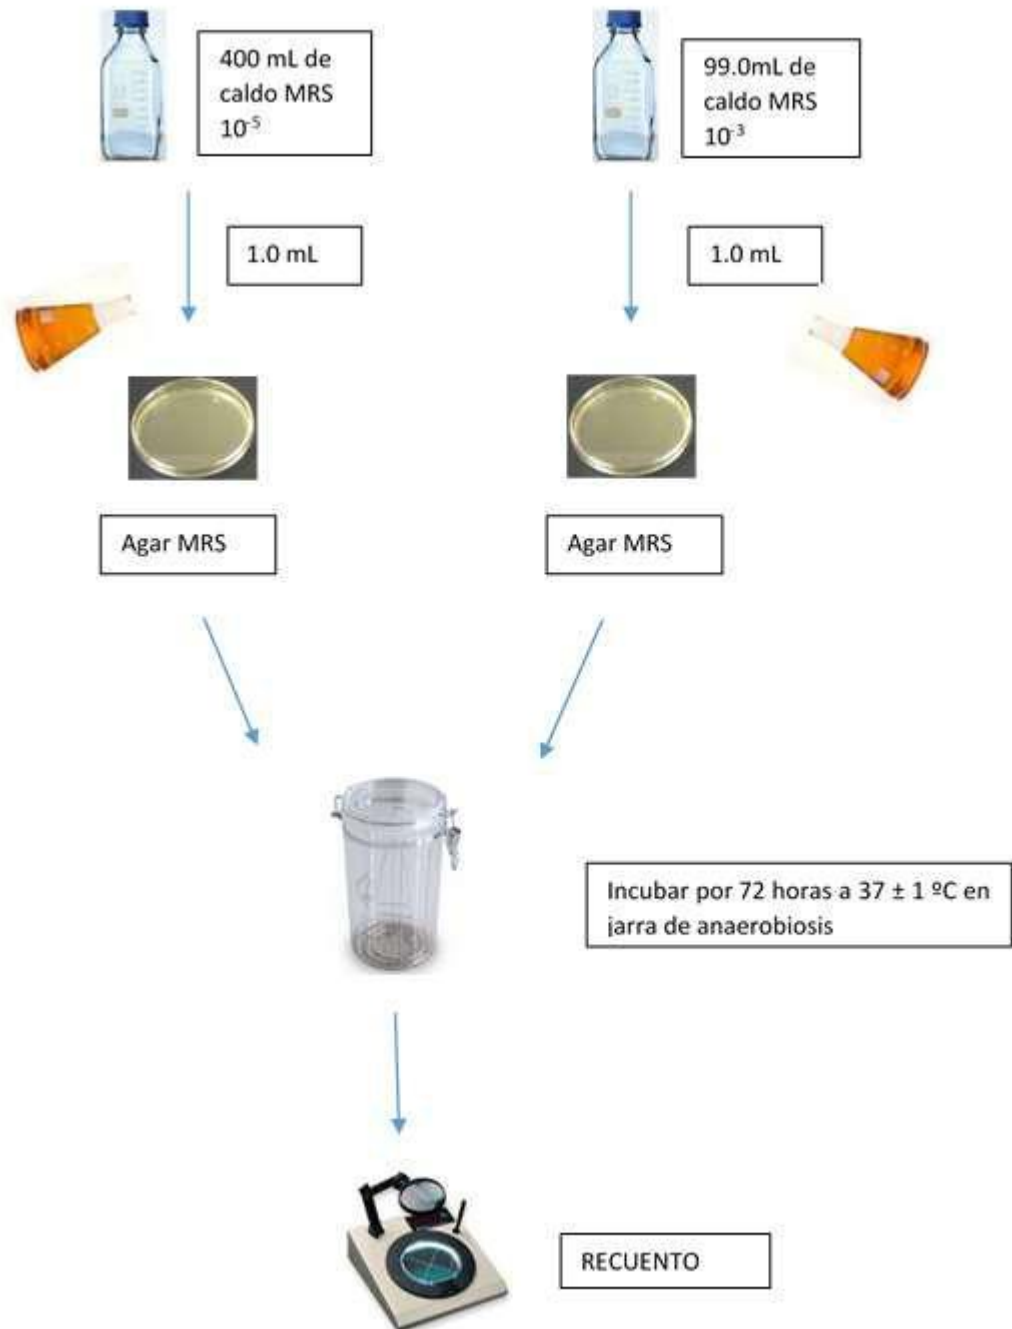 400 mL de
caldo MRS
10⁻⁵
99.0mL de
caldo MRS
10⁻³
1.0 mL
1.0 mL
Agar MRS
Agar MRS
Incubar por 72 horas a 37 ± 1 ºC en
jarra de anaerobiosis
RECUENTO